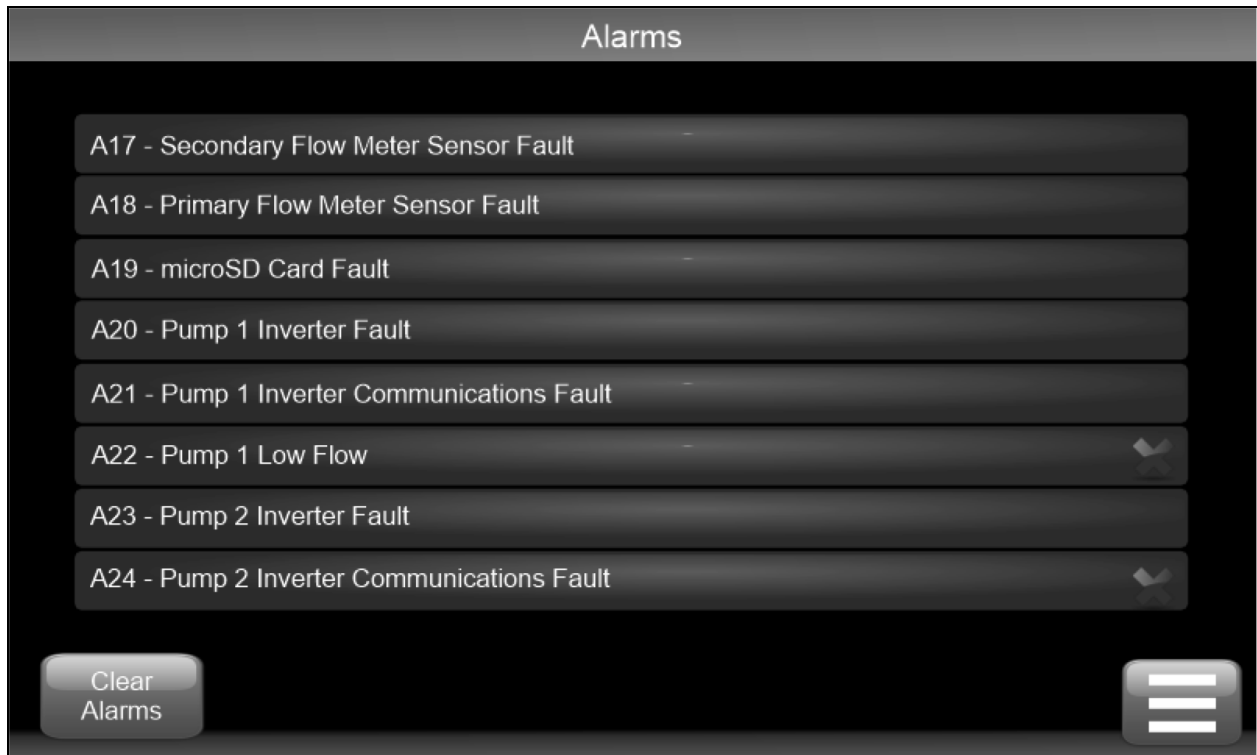 Alarms
A17 - Secondary Flow Meter Sensor Fault
A18 - Primary Flow Meter Sensor Fault
A19 - microSD Card Fault
A20 - Pump 1 Inverter Fault
A21 - Pump 1 Inverter Communications Fault
A22 - Pump 1 Low Flow
A23 - Pump 2 Inverter Fault
A24 - Pump 2 Inverter Communications Fault
Clear
Alarms